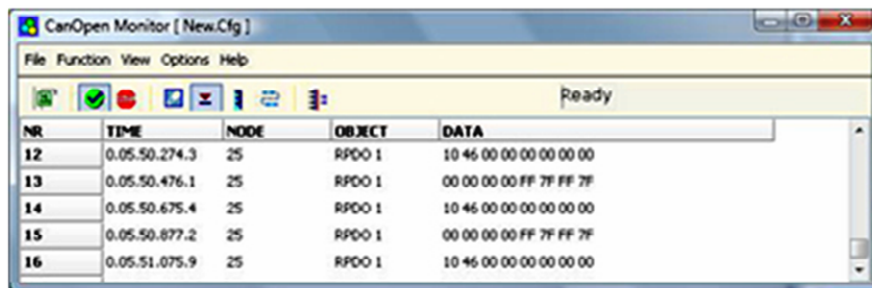 CanOpen Monitor [ New.Cfg ]
File Function View Options Help
Ready
NR TIME NODE OBJECT DATA
12 0.05.50.274.3 25 RPDO 1 10 46 00 00 00 00 00 00
13 0.05.50.476.1 25 RPDO 1 00 00 00 00 FF 7F FF 7F
14 0.05.50.675.4 25 RPDO 1 10 46 00 00 00 00 00 00
15 0.05.50.877.2 25 RPDO 1 00 00 00 00 FF 7F FF 7F
16 0.05.51.075.9 25 RPDO 1 10 46 00 00 00 00 00 00